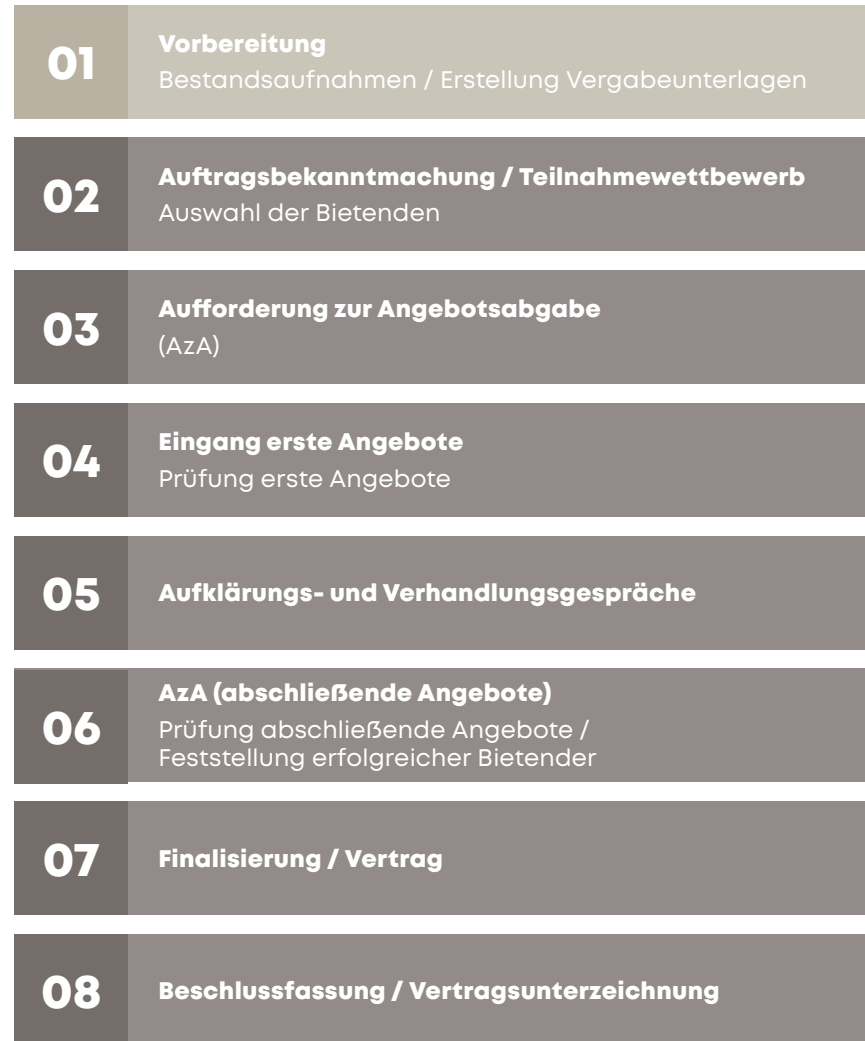 01
Vorbereitung
Bestandsaufnahmen / Erstellung Vergabeunterlagen
02
Auftragsbekanntmachung / Teilnahmewettbewerb
Auswahl der Bietenden
03
Aufforderung zur Angebotsabgabe
(AzA)
04
Eingang erste Angebote
Prüfung erste Angebote
05
Aufklärungs- und Verhandlungsgespräche
06
AzA (abschließende Angebote)
Prüfung abschließende Angebote /
Feststellung erfolgreicher Bietender
07
Finalisierung / Vertrag
08
Beschlussfassung / Vertragsunterzeichnung